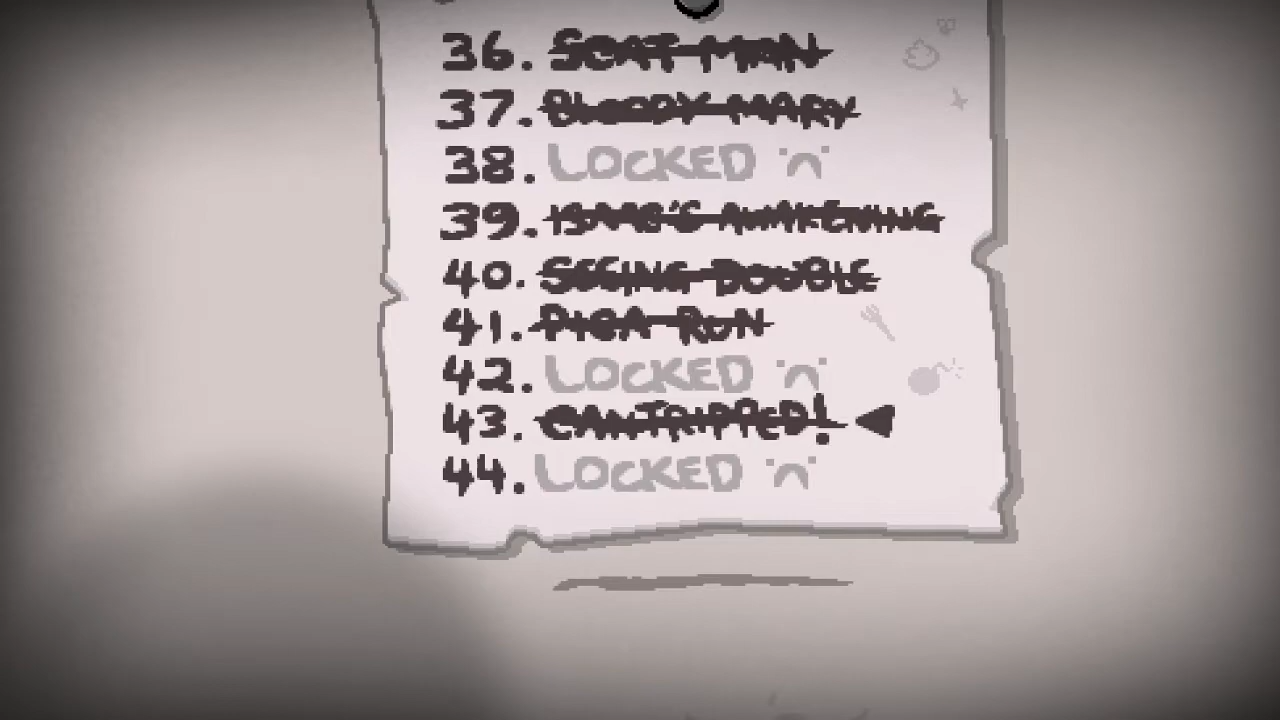 36. SCAT MAN
37. BLOODY MARY
38. LOCKED
39. ISAAC'S AWAKENING
40. SEEING DOUBLE
41. PICA RUN
42. LOCKED
43. CANTRIPPED!
44. LOCKED